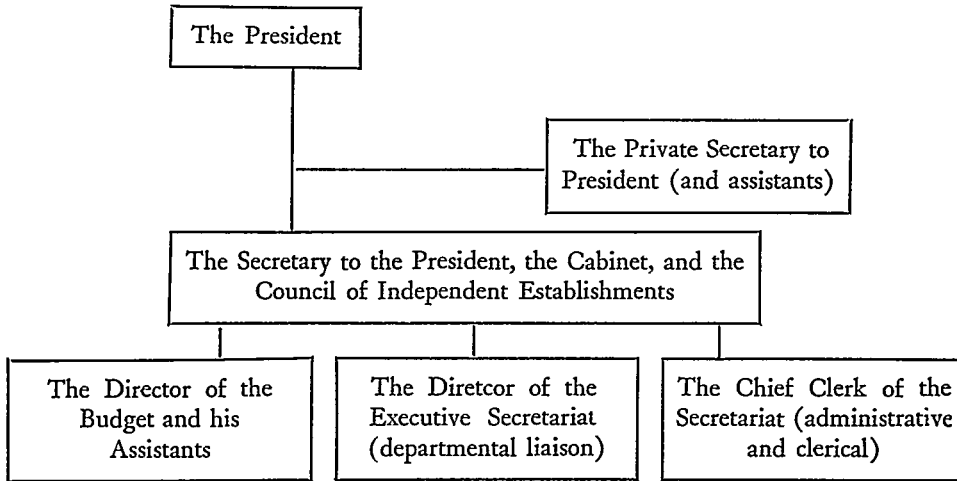 The President
The Private Secretary to
President (and assistants)
The Secretary to the President, the Cabinet, and the
Council of Independent Establishments
The Director of the
Budget and his
Assistants
The Diretcor of the
Executive Secretariat
(departmental liaison)
The Chief Clerk of the
Secretariat (administrative
and clerical)